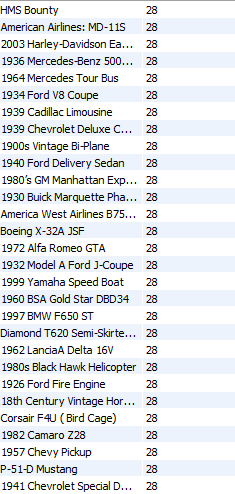 HMS Bounty 28
American Airlines: MD-11S 28
2003 Harley-Davidson Ea... 28
1936 Mercedes-Benz 500... 28
1964 Mercedes Tour Bus 28
1934 Ford V8 Coupe 28
1939 Cadillac Limousine 28
1939 Chevrolet Deluxe C... 28
1900s Vintage Bi-Plane 28
1940 Ford Delivery Sedan 28
1980's GM Manhattan Exp... 28
1930 Buick Marquette Pha... 28
America West Airlines B75... 28
Boeing X-32A JSF 28
1972 Alfa Romeo GTA 28
1932 Model A Ford J-Coupe 28
1999 Yamaha Speed Boat 28
1960 BSA Gold Star DBD34 28
1997 BMW F650 ST 28
Diamond T620 Semi-Skirte... 28
1962 LanciaA Delta 16V 28
1980s Black Hawk Helicopter 28
1926 Ford Fire Engine 28
18th Century Vintage Hor... 28
Corsair F4U ( Bird Cage) 28
1982 Camaro Z28 28
1957 Chevy Pickup 28
P-51-D Mustang 28
1941 Chevrolet Special D... 28